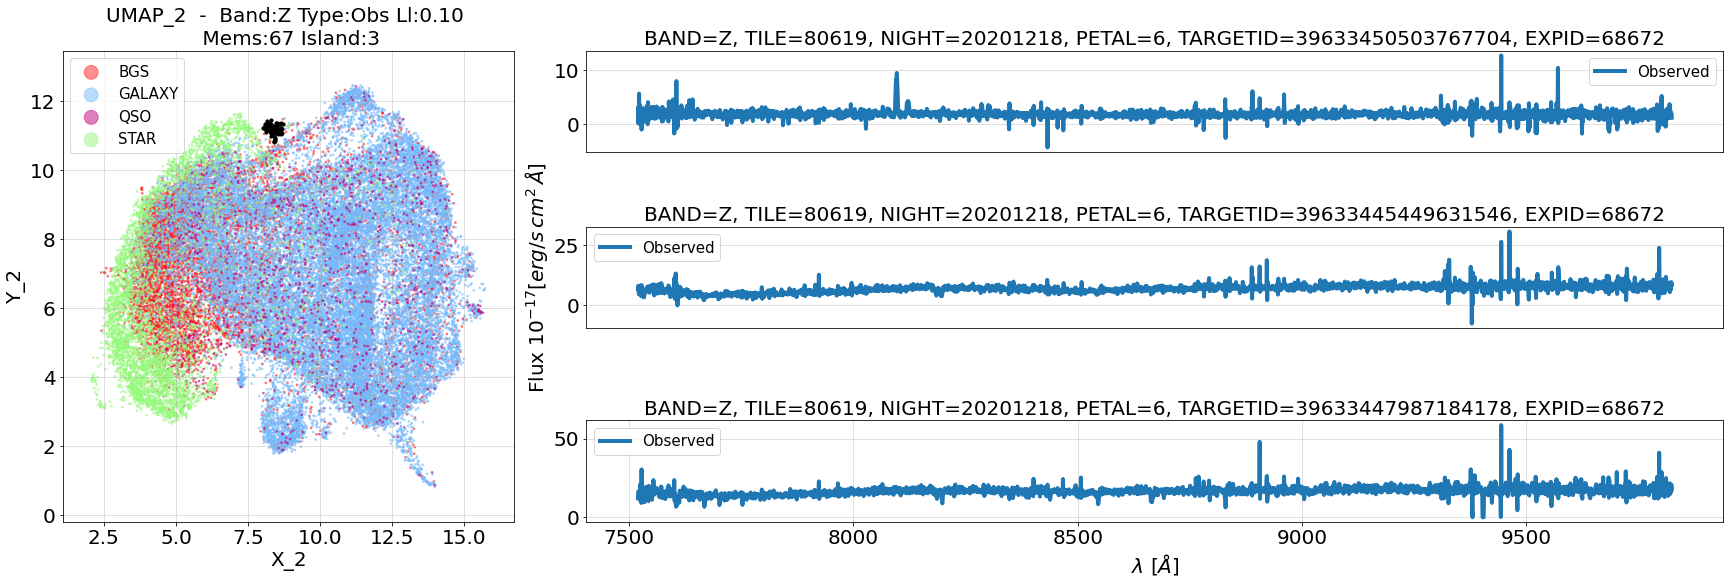 UMAP_2  -  Band:Z Type:Obs Ll:0.10
Mems:67 Island:3
BGS
GALAXY
QSO
STAR
12
10
8
6
4
2
0
2.5 5.0 7.5 10.0 12.5 15.0
X_2
Y_2
BAND=Z, TILE=80619, NIGHT=20201218, PETAL=6, TARGETID=39633450503767704, EXPID=68672
Observed
10
0
BAND=Z, TILE=80619, NIGHT=20201218, PETAL=6, TARGETID=39633445449631546, EXPID=68672
Observed
25
0
Flux 10⁻¹⁷[erg/s cm² Å]
BAND=Z, TILE=80619, NIGHT=20201218, PETAL=6, TARGETID=39633447987184178, EXPID=68672
Observed
50
0
7500 8000 8500 9000 9500
λ [Å]